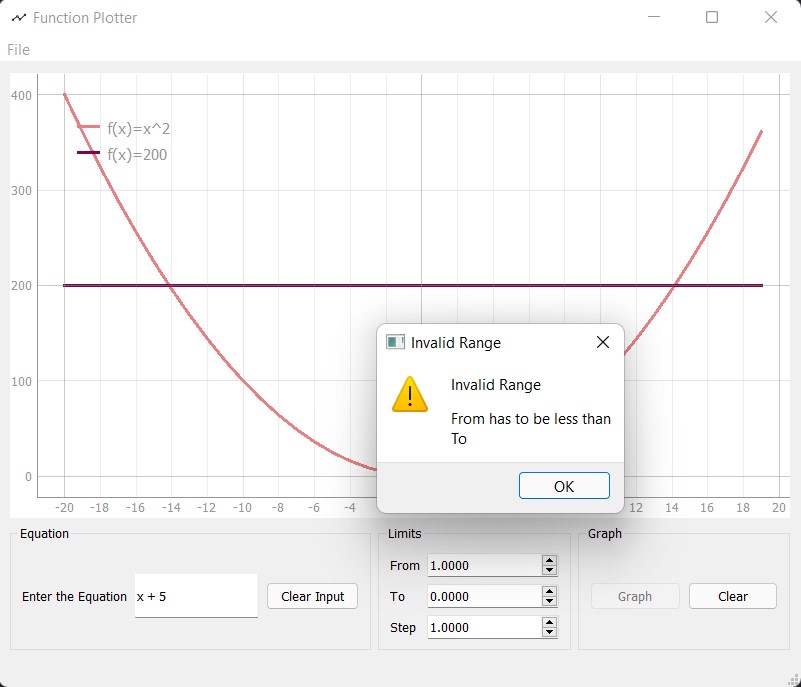 Function Plotter
File
400
f(x)=x^2
f(x)=200
300
200
100
0
-20 -18 -16 -14 -12 -10 -8 -6 -4 12 14 16 18 20
Invalid Range
Invalid Range
From has to be less than
To
OK
Equation
Enter the Equation x + 5 Clear Input
Limits
From 1.0000
To 0.0000
Step 1.0000
Graph
Graph Clear